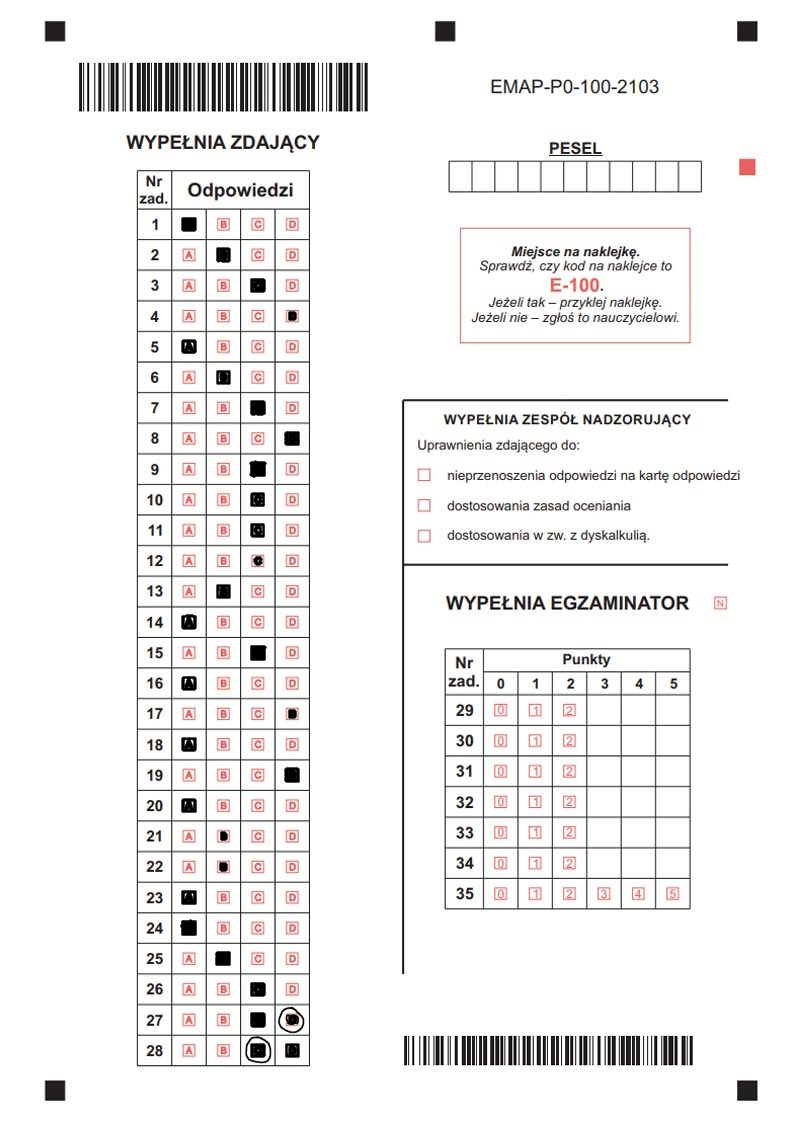 EMAP-P0-100-2103
WYPEŁNIA ZDAJĄCY
Nr zad. Odpowiedzi
1 B C D
2 A C D
3 A B D
4 A B C D
5 A B C D
6 A C D
7 A B D
8 A B C
9 A B D
10 A B C D
11 A B C D
12 A B C D
13 A C D
14 A B C D
15 A B D
16 A B C D
17 A B C D
18 A B C D
19 A B C
20 A B C D
21 A B C D
22 A C D
23 A B C D
24 B C D
25 A C D
26 A B D
27 A B
28 A B
PESEL
Miejsce na naklejkę.
Sprawdź, czy kod na naklejce to
E-100.
Jeżeli tak – przyklej naklejkę.
Jeżeli nie – zgłoś to nauczycielowi.
WYPEŁNIA ZESPÓŁ NADZORUJĄCY
Uprawnienia zdającego do:
nieprzenoszenia odpowiedzi na kartę odpowiedzi
dostosowania zasad oceniania
dostosowania w zw. z dyskalkulią.
WYPEŁNIA EGZAMINATOR N
Nr zad. Punkty
0 1 2 3 4 5
29 0 1 2
30 0 1 2
31 0 1 2
32 0 1 2
33 0 1 2
34 0 1 2
35 0 1 2 3 4 5